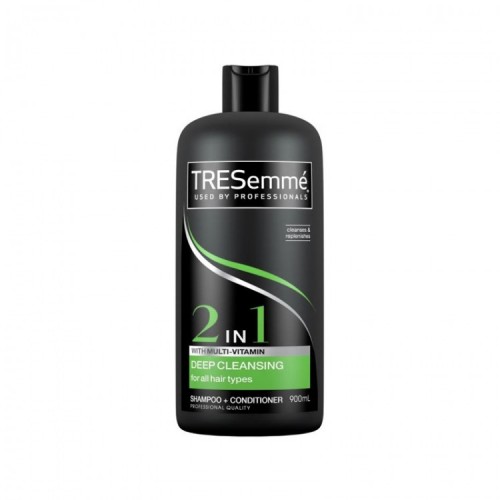 TRESemmé
USED BY PROFESSIONALS
cleanses &
replenishes
2 IN 1
WITH MULTI-VITAMIN
DEEP CLEANSING
for all hair types
SHAMPOO + CONDITIONER 900mL
PROFESSIONAL QUALITY